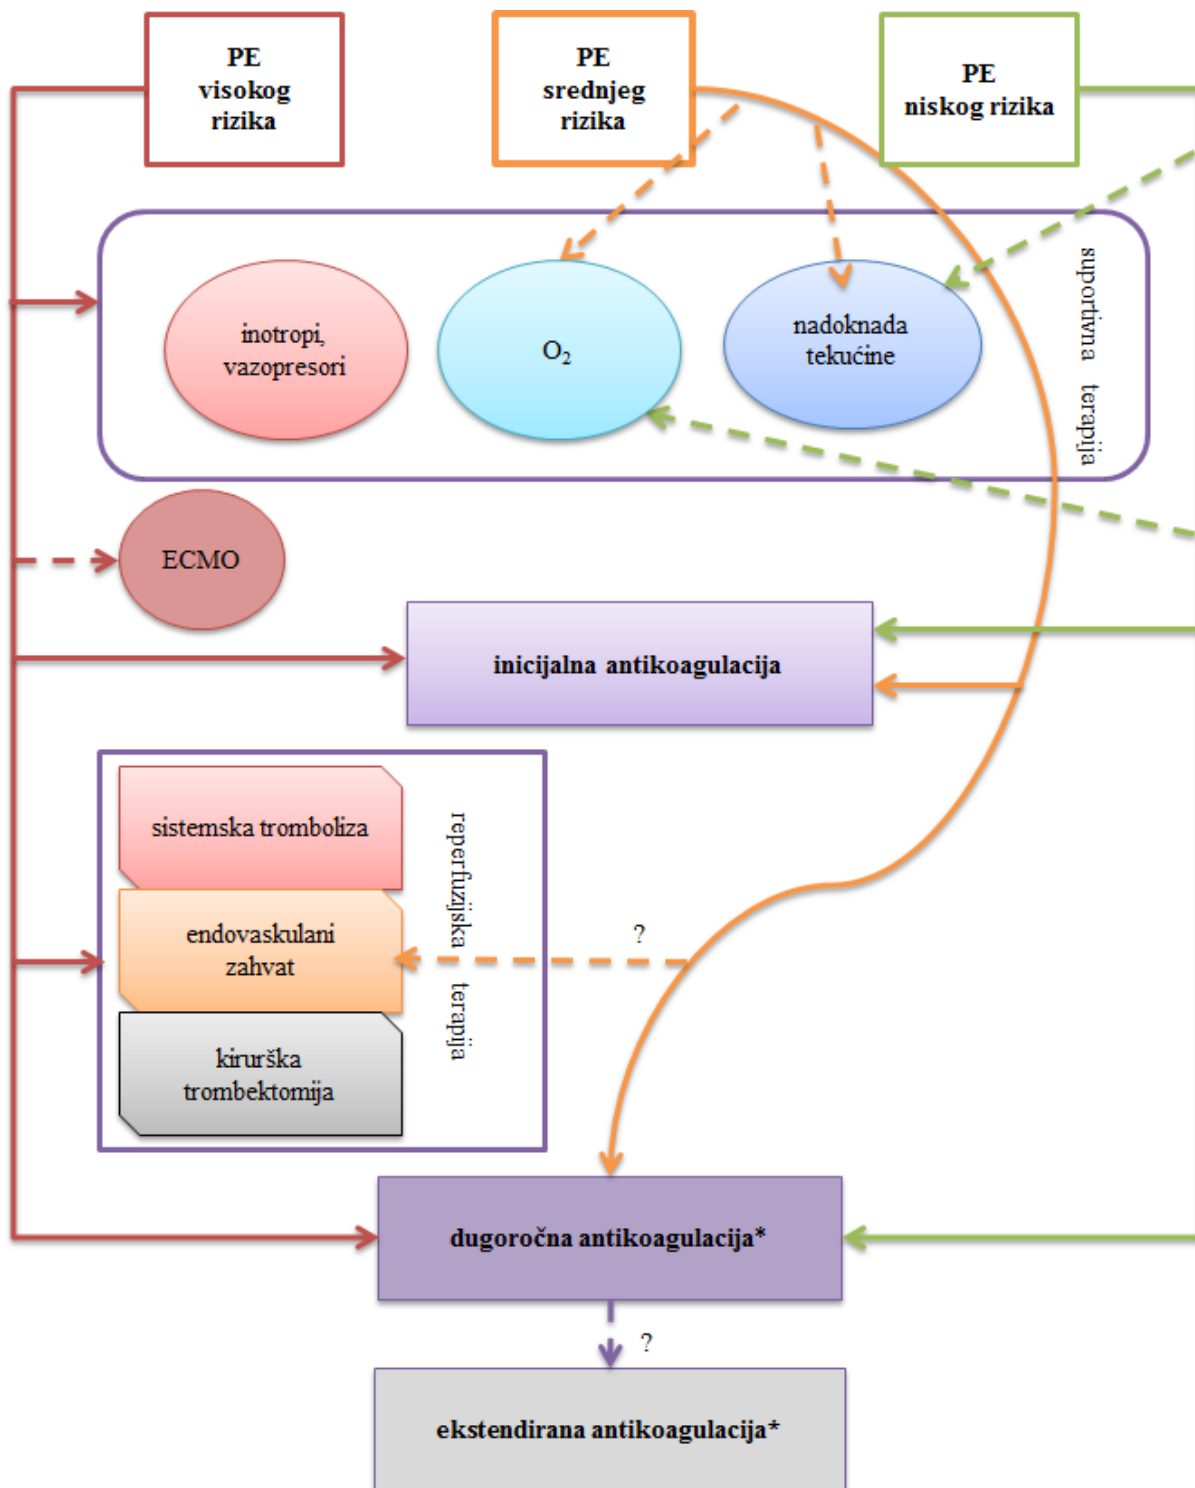 PE
visokog
rizika
PE
srednjeg
rizika
PE
niskog rizika
inotropi,
vazopresori
O₂
nadoknada
tekućine
suportivna terapija
ECMO
inicijalna antikoagulacija
sistemska tromboliza
endovaskulani
zahvat
kirurška
trombektomija
reperfuzijska terapija
?
dugoročna antikoagulacija*
?
ekstendirana antikoagulacija*